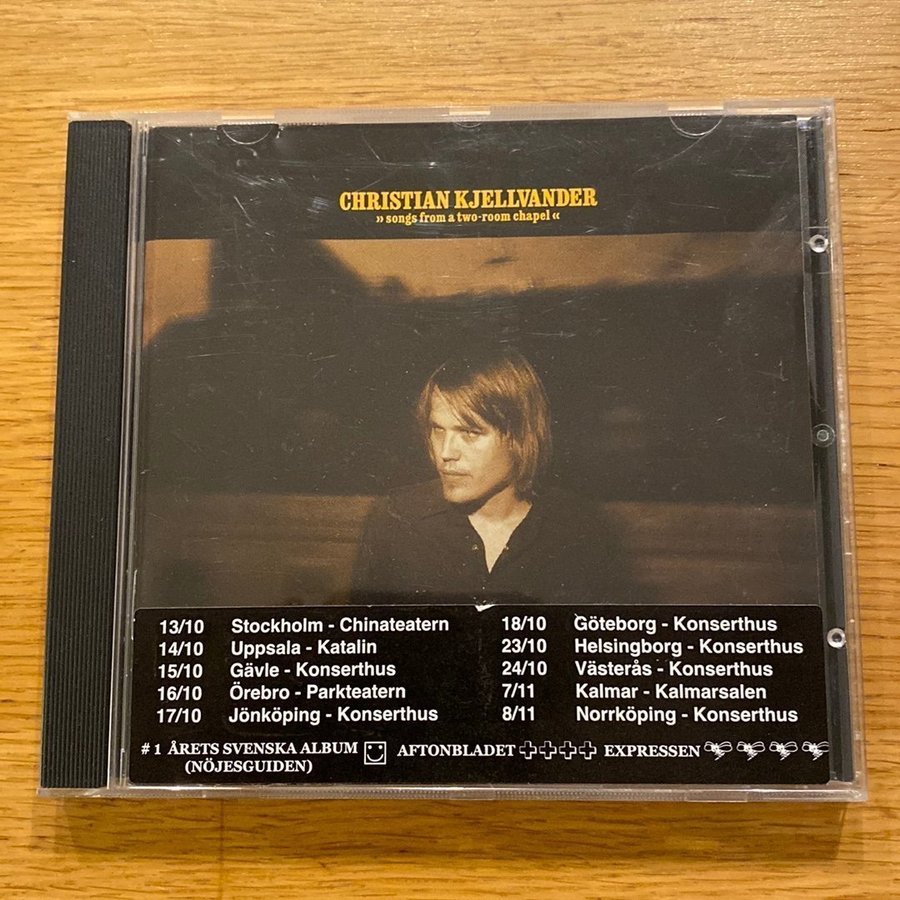 CHRISTIAN KJELLVANDER
» songs from a two-room chapel «
13/10 Stockholm - Chinateatern
14/10 Uppsala - Katalin
15/10 Gävle - Konserthus
16/10 Örebro - Parkteatern
17/10 Jönköping - Konserthus
18/10 Göteborg - Konserthus
23/10 Helsingborg - Konserthus
24/10 Västerås - Konserthus
7/11 Kalmar - Kalmarsalen
8/11 Norrköping - Konserthus
# 1 ÅRETS SVENSKA ALBUM
(NÖJESGUIDEN)
AFTONBLADET ++++ EXPRESSEN